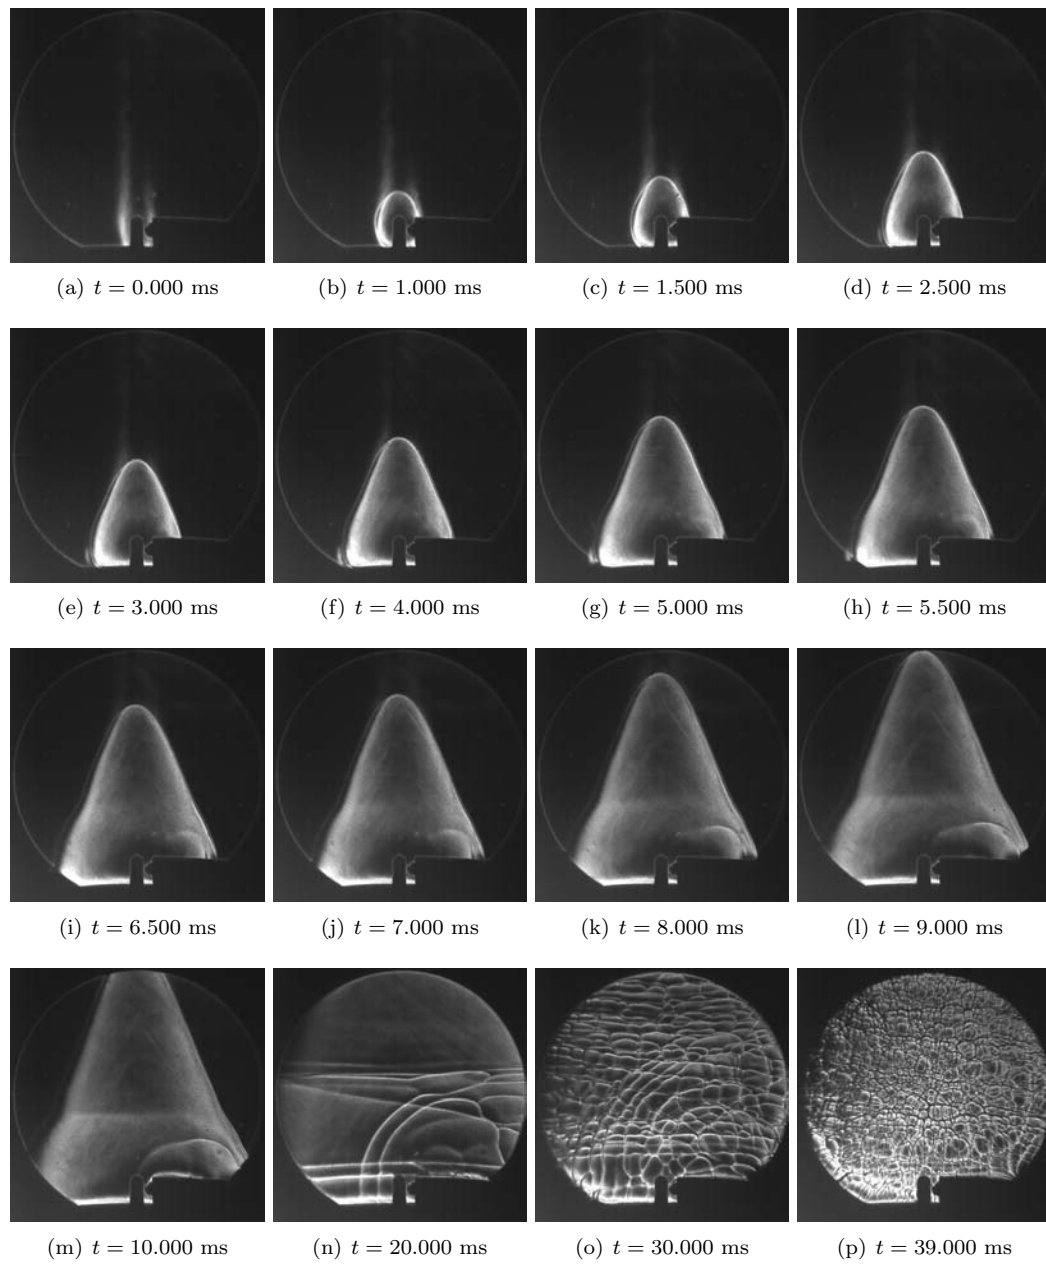 (a) t = 0.000 ms (b) t = 1.000 ms (c) t = 1.500 ms (d) t = 2.500 ms
(e) t = 3.000 ms (f) t = 4.000 ms (g) t = 5.000 ms (h) t = 5.500 ms
(i) t = 6.500 ms (j) t = 7.000 ms (k) t = 8.000 ms (l) t = 9.000 ms
(m) t = 10.000 ms (n) t = 20.000 ms (o) t = 30.000 ms (p) t = 39.000 ms